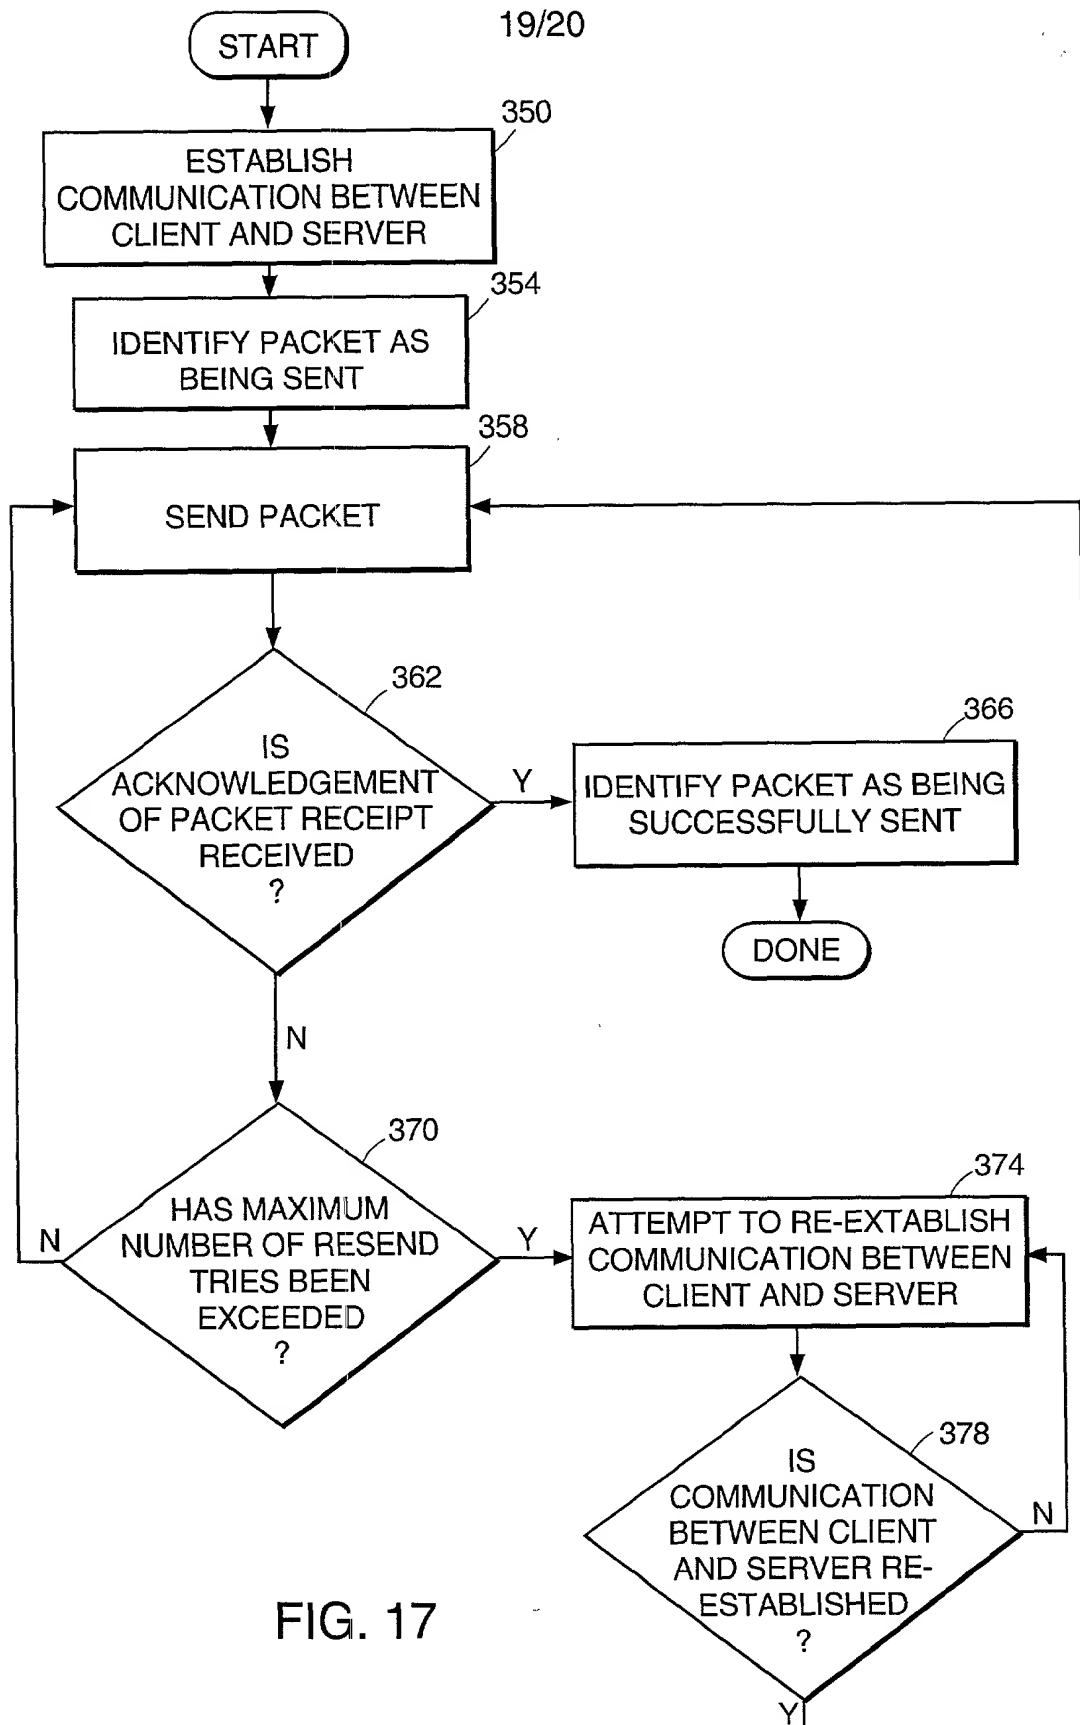 19/20
START
350
ESTABLISH
COMMUNICATION BETWEEN
CLIENT AND SERVER
354
IDENTIFY PACKET AS
BEING SENT
358
SEND PACKET
362
IS
ACKNOWLEDGEMENT
OF PACKET RECEIPT
RECEIVED
?
Y
366
IDENTIFY PACKET AS BEING
SUCCESSFULLY SENT
DONE
N
370
HAS MAXIMUM
NUMBER OF RESEND
TRIES BEEN
EXCEEDED
?
N
Y
374
ATTEMPT TO RE-EXTABLISH
COMMUNICATION BETWEEN
CLIENT AND SERVER
378
IS
COMMUNICATION
BETWEEN CLIENT
AND SERVER RE-
ESTABLISHED
?
N
Y
FIG. 17